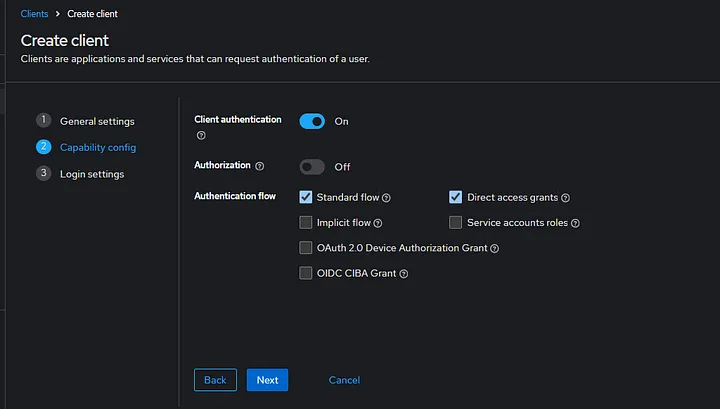 Clients > Create client
Create client
Clients are applications and services that can request authentication of a user.
1 General settings
2 Capability config
3 Login settings
Client authentication
On
Authorization
Off
Authentication flow
Standard flow
Direct access grants
Implicit flow
Service accounts roles
OAuth 2.0 Device Authorization Grant
OIDC CIBA Grant
Back
Next
Cancel